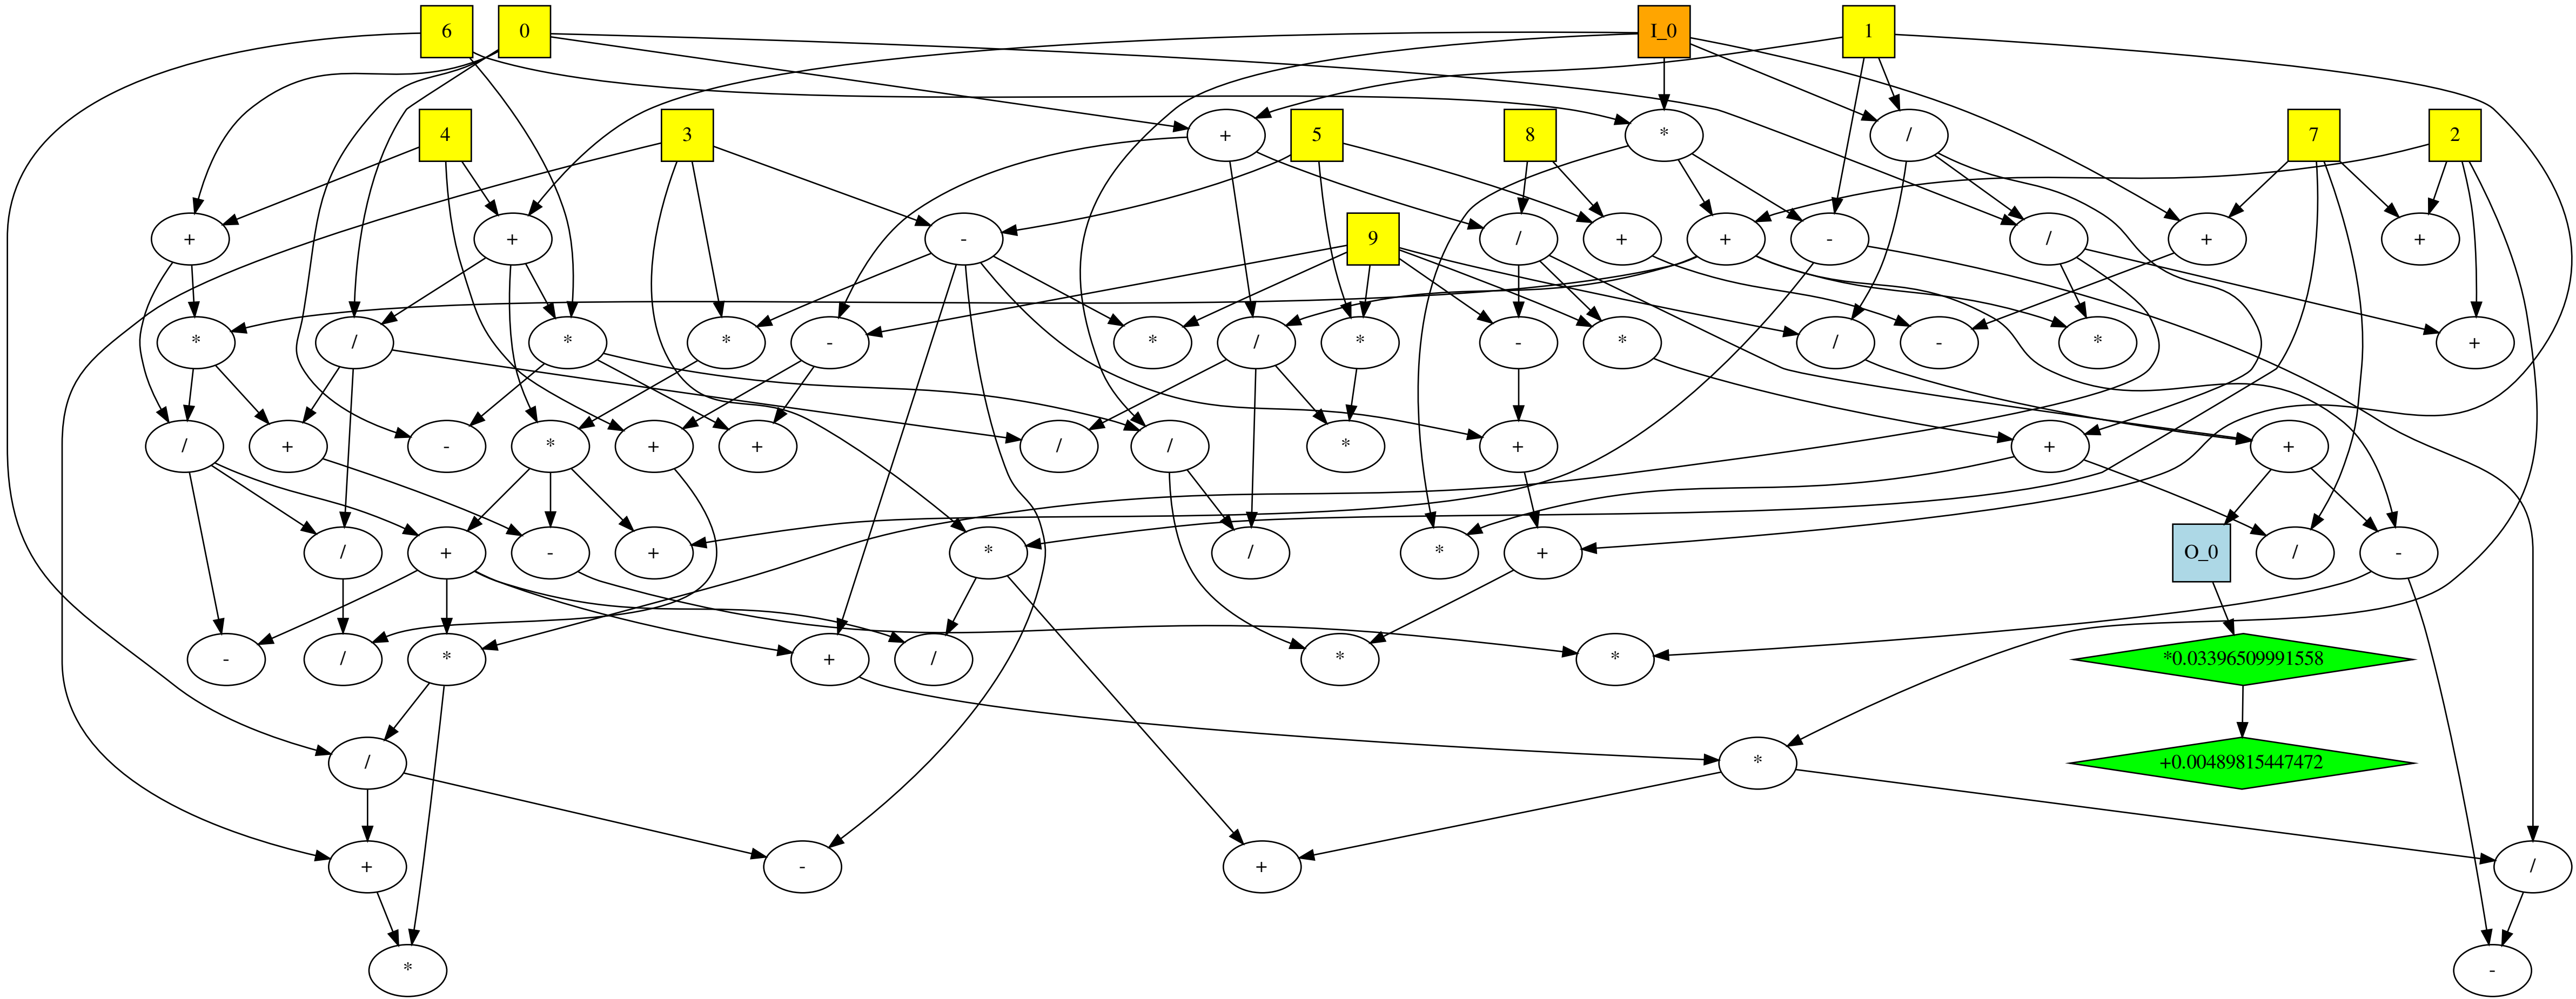 6 0 I_0 1
4 3 + 5 8 * / 7 2
+ + - 9 / + + - / + +
* / * * - * / * - * / - * +
/ + - * + + / / * + + +
/ + - + * / * + O_0 / -
- / * + / * * *0.03396509991558
/ * +0.00489815447472
+ - + /
* -